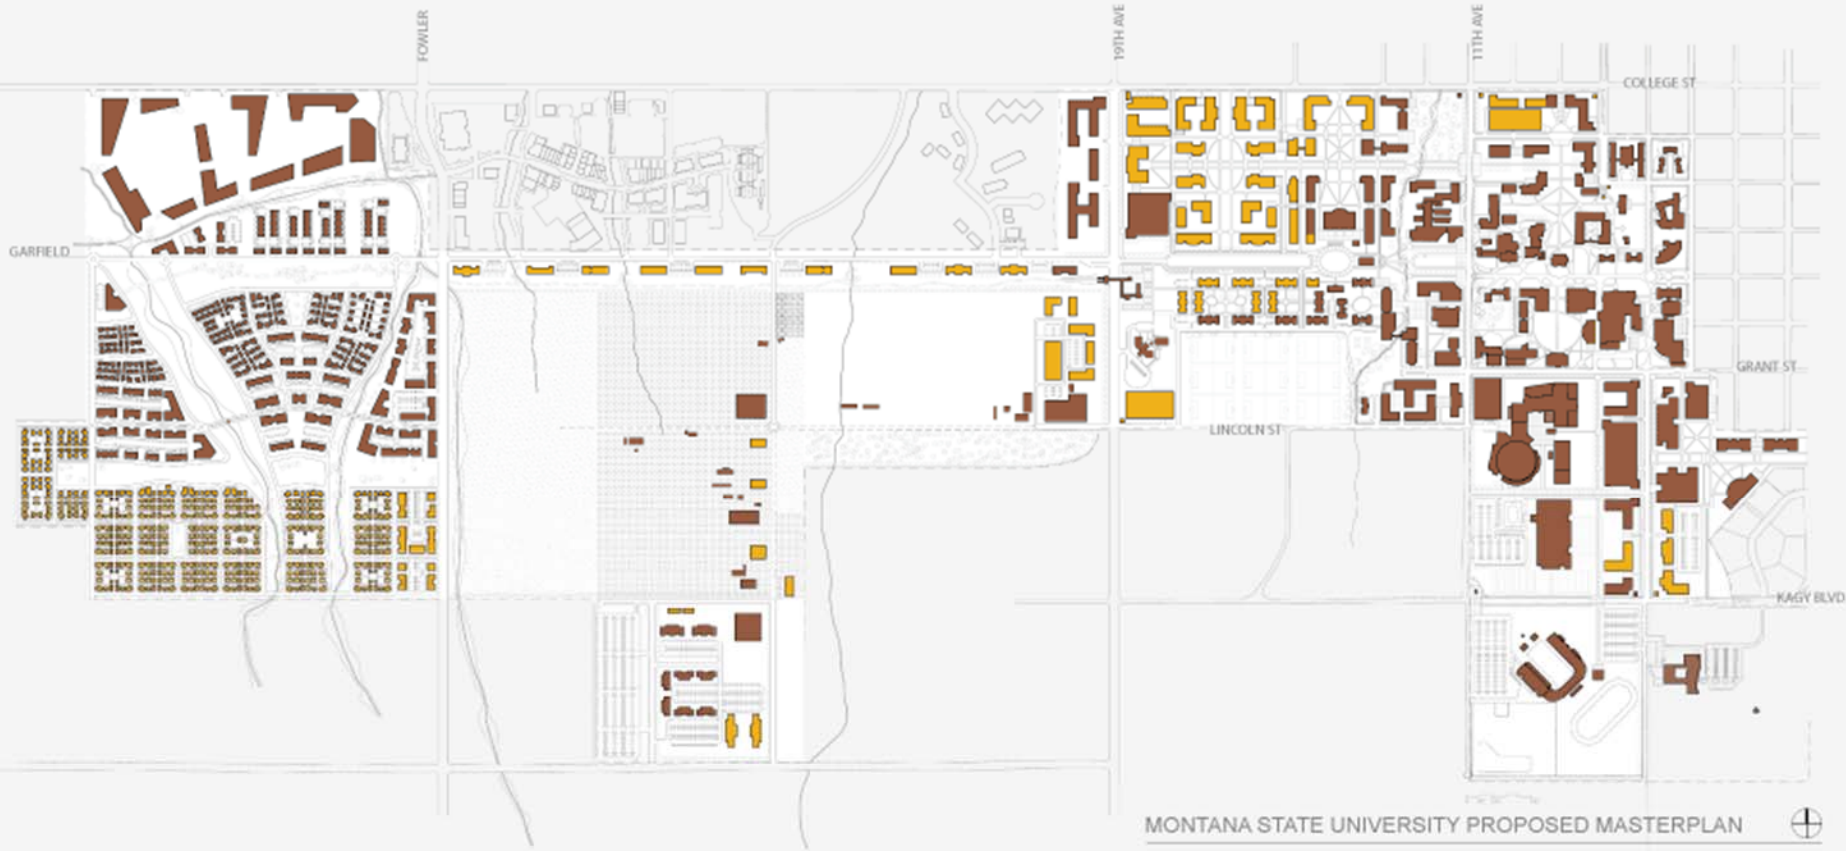 FOWLER
19TH AVE
11TH AVE
COLLEGE ST
GARFIELD
GRANT ST
LINCOLN ST
KAGY BLVD
MONTANA STATE UNIVERSITY PROPOSED MASTERPLAN